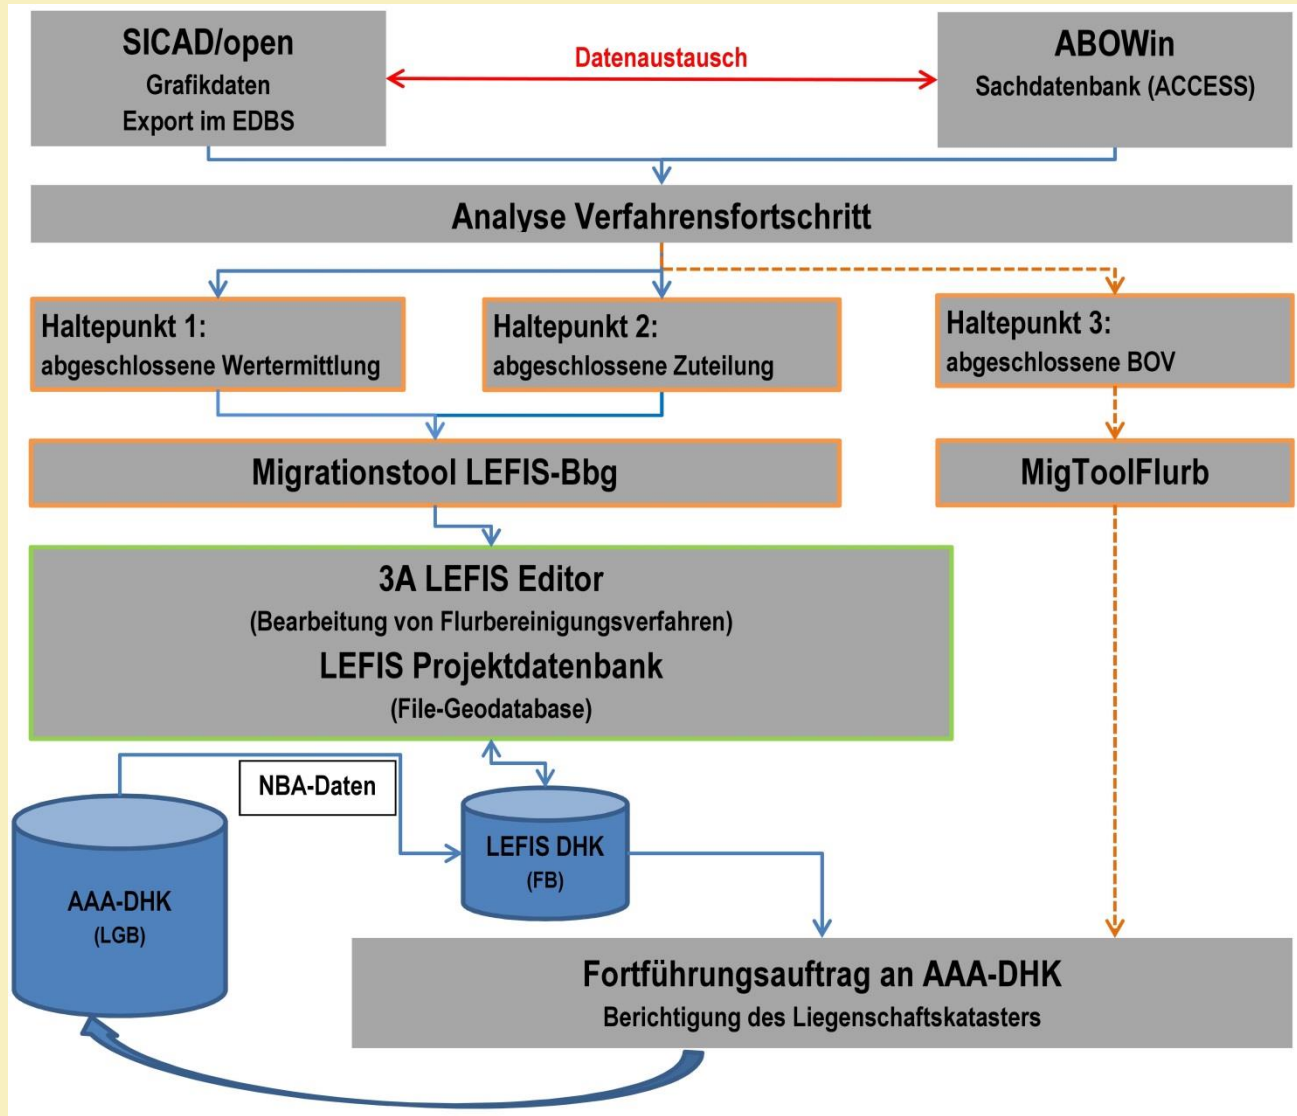 SICAD/open
Grafikdaten
Export im EDBS
Datenaustausch
ABOWin
Sachdatenbank (ACCESS)
Analyse Verfahrensfortschritt
Haltepunkt 1:
abgeschlossene Wertermittlung
Haltepunkt 2:
abgeschlossene Zuteilung
Haltepunkt 3:
abgeschlossene BOV
Migrationstool LEFIS-Bbg
MigToolFlurb
3A LEFIS Editor
(Bearbeitung von Flurbereinigungsverfahren)
LEFIS Projektdatenbank
(File-Geodatabase)
NBA-Daten
LEFIS DHK
(FB)
AAA-DHK
(LGB)
Fortführungsauftrag an AAA-DHK
Berichtigung des Liegenschaftskatasters